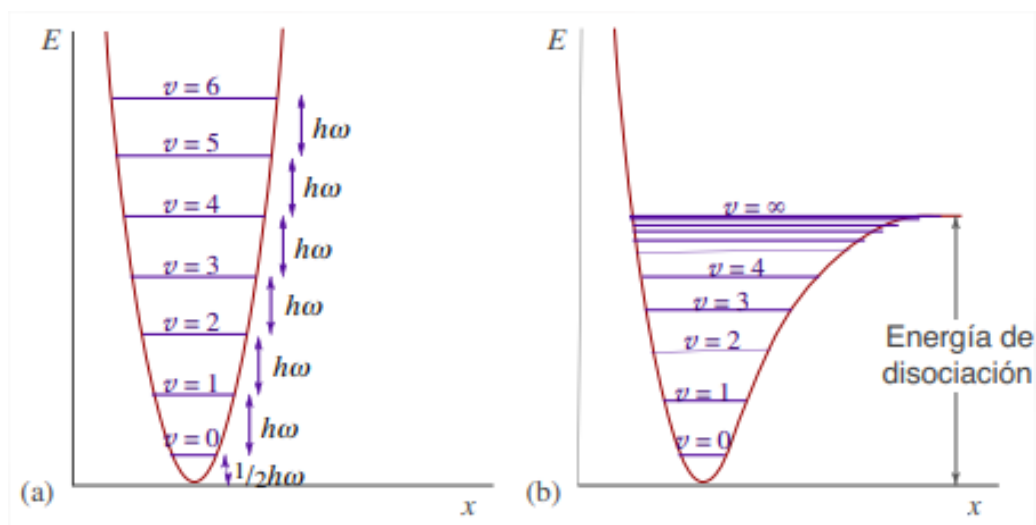 E
v = 6
hω
v = 5
hω
v = 4
hω
v = 3
hω
v = 2
hω
v = 1
hω
v = 0
1/2hω
(a)
x
E
v = ∞
v = 4
v = 3
v = 2
Energía de
disociación
v = 1
v = 0
(b)
x